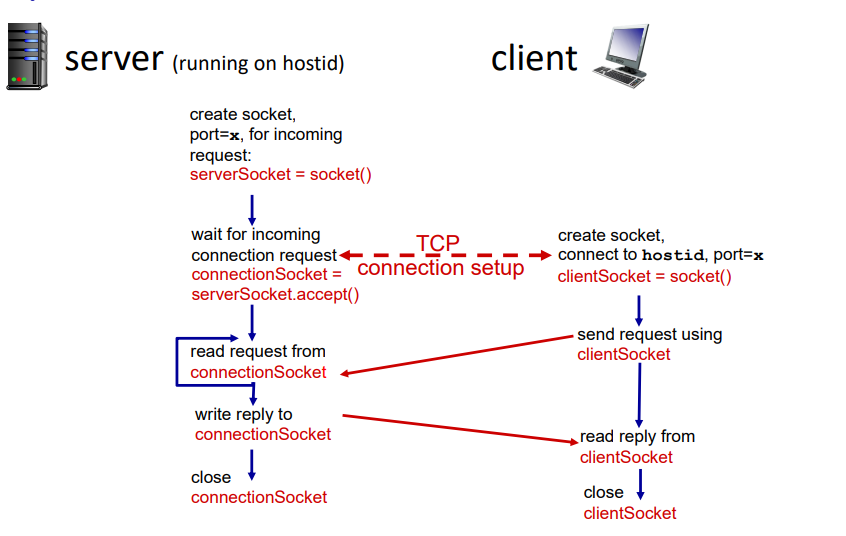 server (running on hostid)
client
create socket,
port=x, for incoming
request:
serverSocket = socket()
wait for incoming
connection request
connectionSocket =
serverSocket.accept()
TCP
connection setup
create socket,
connect to hostid, port=x
clientSocket = socket()
read request from
connectionSocket
send request using
clientSocket
write reply to
connectionSocket
read reply from
clientSocket
close
connectionSocket
close
clientSocket